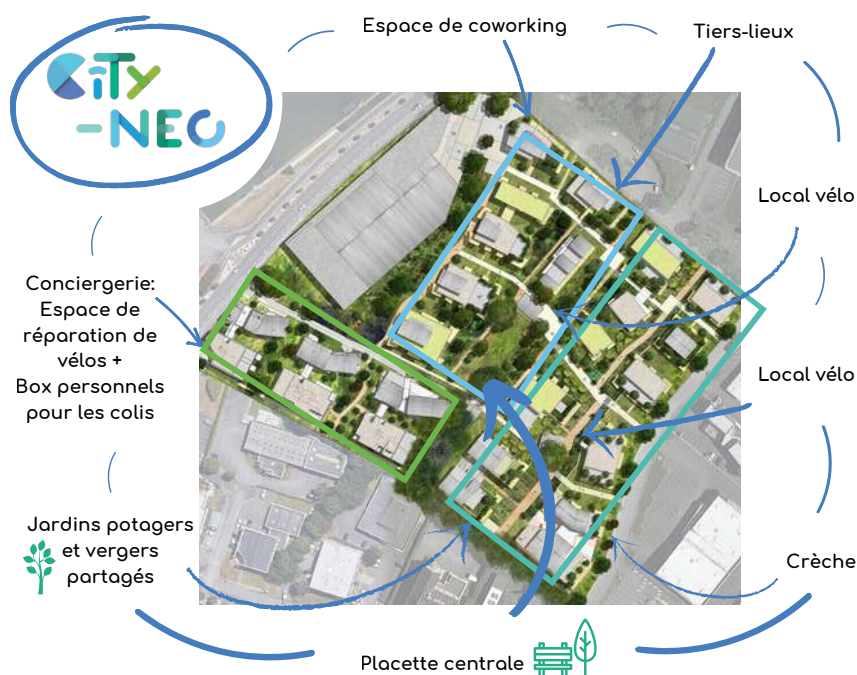 CiTy
-NEO
Espace de coworking
Tiers-lieux
Local vélo
Conciergerie:
Espace de
réparation de
vélos +
Box personnels
pour les colis
Local vélo
Jardins potagers
et vergers
partagés
Crèche
Placette centrale